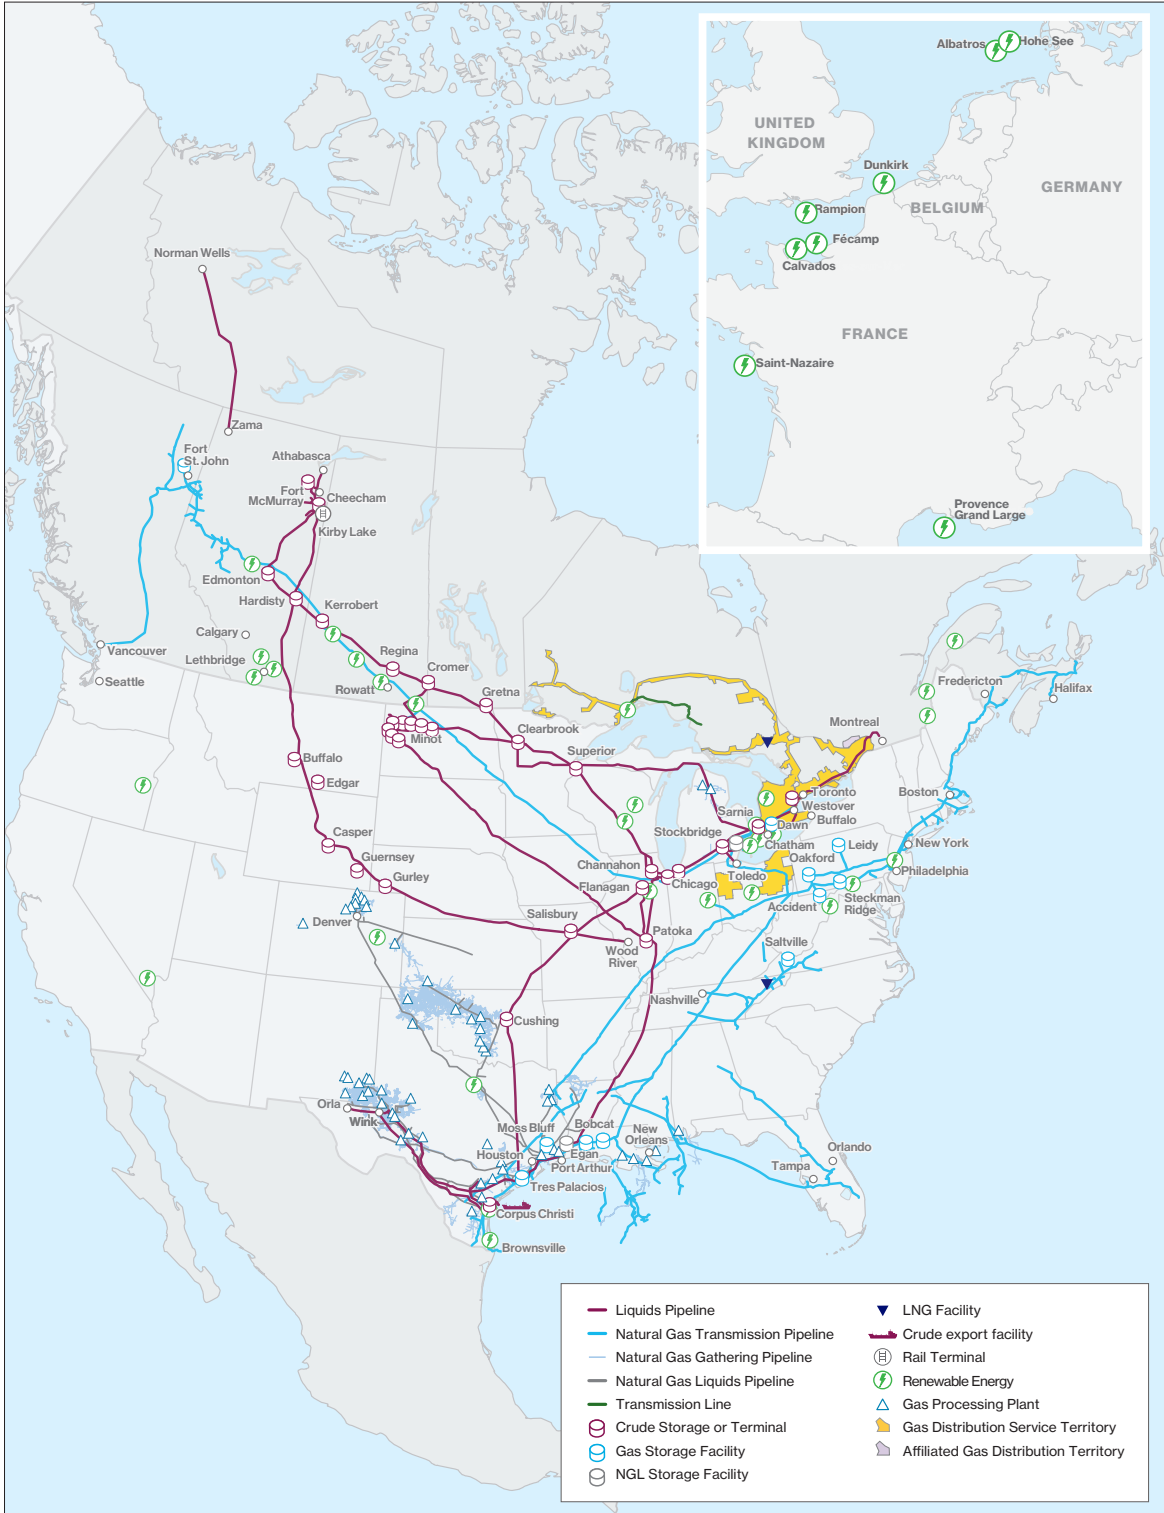 Albatros
Hohe See
UNITED
KINGDOM
Dunkirk
GERMANY
BELGIUM
Rampion
Fécamp
Calvados
FRANCE
Saint-Nazaire
Provence
Grand Large
Norman Wells
Zama
Fort
St. John
Athabasca
Fort
McMurray
Cheecham
Kirby Lake
Edmonton
Hardisty
Kerrobert
Calgary
Vancouver
Lethbridge
Regina
Cromer
Seattle
Rowatt
Gretna
Fredericton
Halifax
Montreal
Clearbrook
Minot
Superior
Buffalo
Edgar
Toronto
Boston
Sarnia
Westover
Buffalo
Dawn
Stockbridge
Casper
Chatham
Leidy
New York
Guernsey
Oakford
Channahon
Toledo
Philadelphia
Gurley
Flanagan
Chicago
Steckman
Ridge
Accident
Denver
Salisbury
Patoka
Wood
River
Saltville
Nashville
Cushing
Orla
Wink
Moss Bluff
Bobcat
New
Orleans
Houston
Egan
Port Arthur
Orlando
Tampa
Tres Palacios
Corpus Christi
Brownsville
Liquids Pipeline
Natural Gas Transmission Pipeline
Natural Gas Gathering Pipeline
Natural Gas Liquids Pipeline
Transmission Line
Crude Storage or Terminal
Gas Storage Facility
NGL Storage Facility
LNG Facility
Crude export facility
Rail Terminal
Renewable Energy
Gas Processing Plant
Gas Distribution Service Territory
Affiliated Gas Distribution Territory